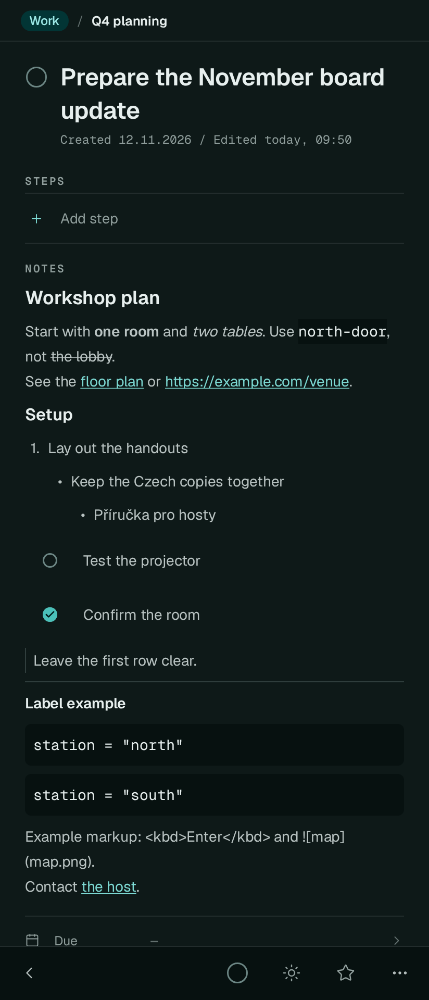 Work / Q4 planning
Prepare the November board
update
Created 12.11.2026 / Edited today, 09:50
STEPS
+ Add step
NOTES
Workshop plan
Start with one room and two tables. Use north-door,
not the lobby.
See the floor plan or https://example.com/venue.
Setup
1. Lay out the handouts
• Keep the Czech copies together
• Příručka pro hosty
Test the projector
Confirm the room
Leave the first row clear.
Label example
station = "north"
station = "south"
Example markup: <kbd>Enter</kbd> and ![map]
(map.png).
Contact the host.
Due –